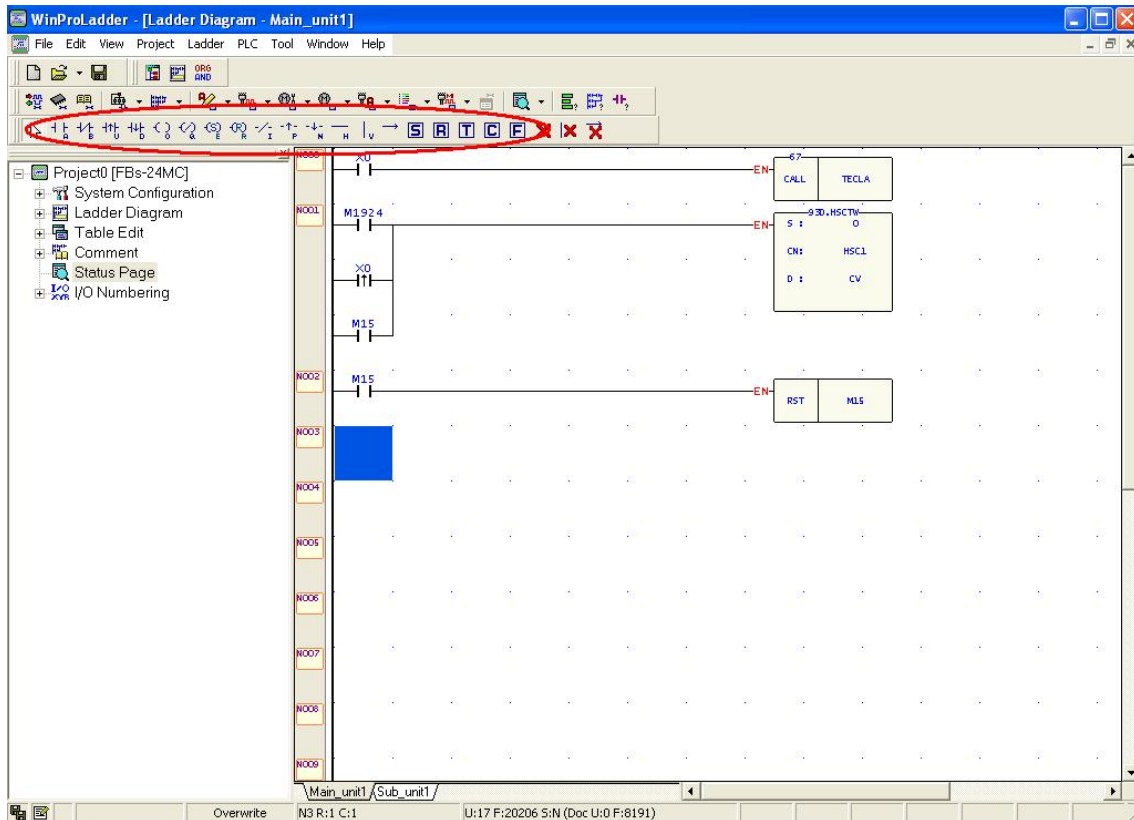 WinProLadder - [Ladder Diagram - Main_unit1]
File Edit View Project Ladder PLC Tool Window Help
ORG
AND
A B U D O Q E R I P N H V S R T C F
Project0 [FBs-24MC]
System Configuration
Ladder Diagram
Table Edit
Comment
Status Page
I/O Numbering
N000 X0 EN 67
CALL TECLA
N001 M1924 EN 93D.HSCTW
S : 0
X0 CN: HSC1
D : CV
M15
N002 M15 EN
RST M15
N003
N004
N005
N006
N007
N008
N009
Main_unit1 Sub_unit1
Overwrite N3 R:1 C:1 U:17 F:20206 S:N (Doc U:0 F:8191)